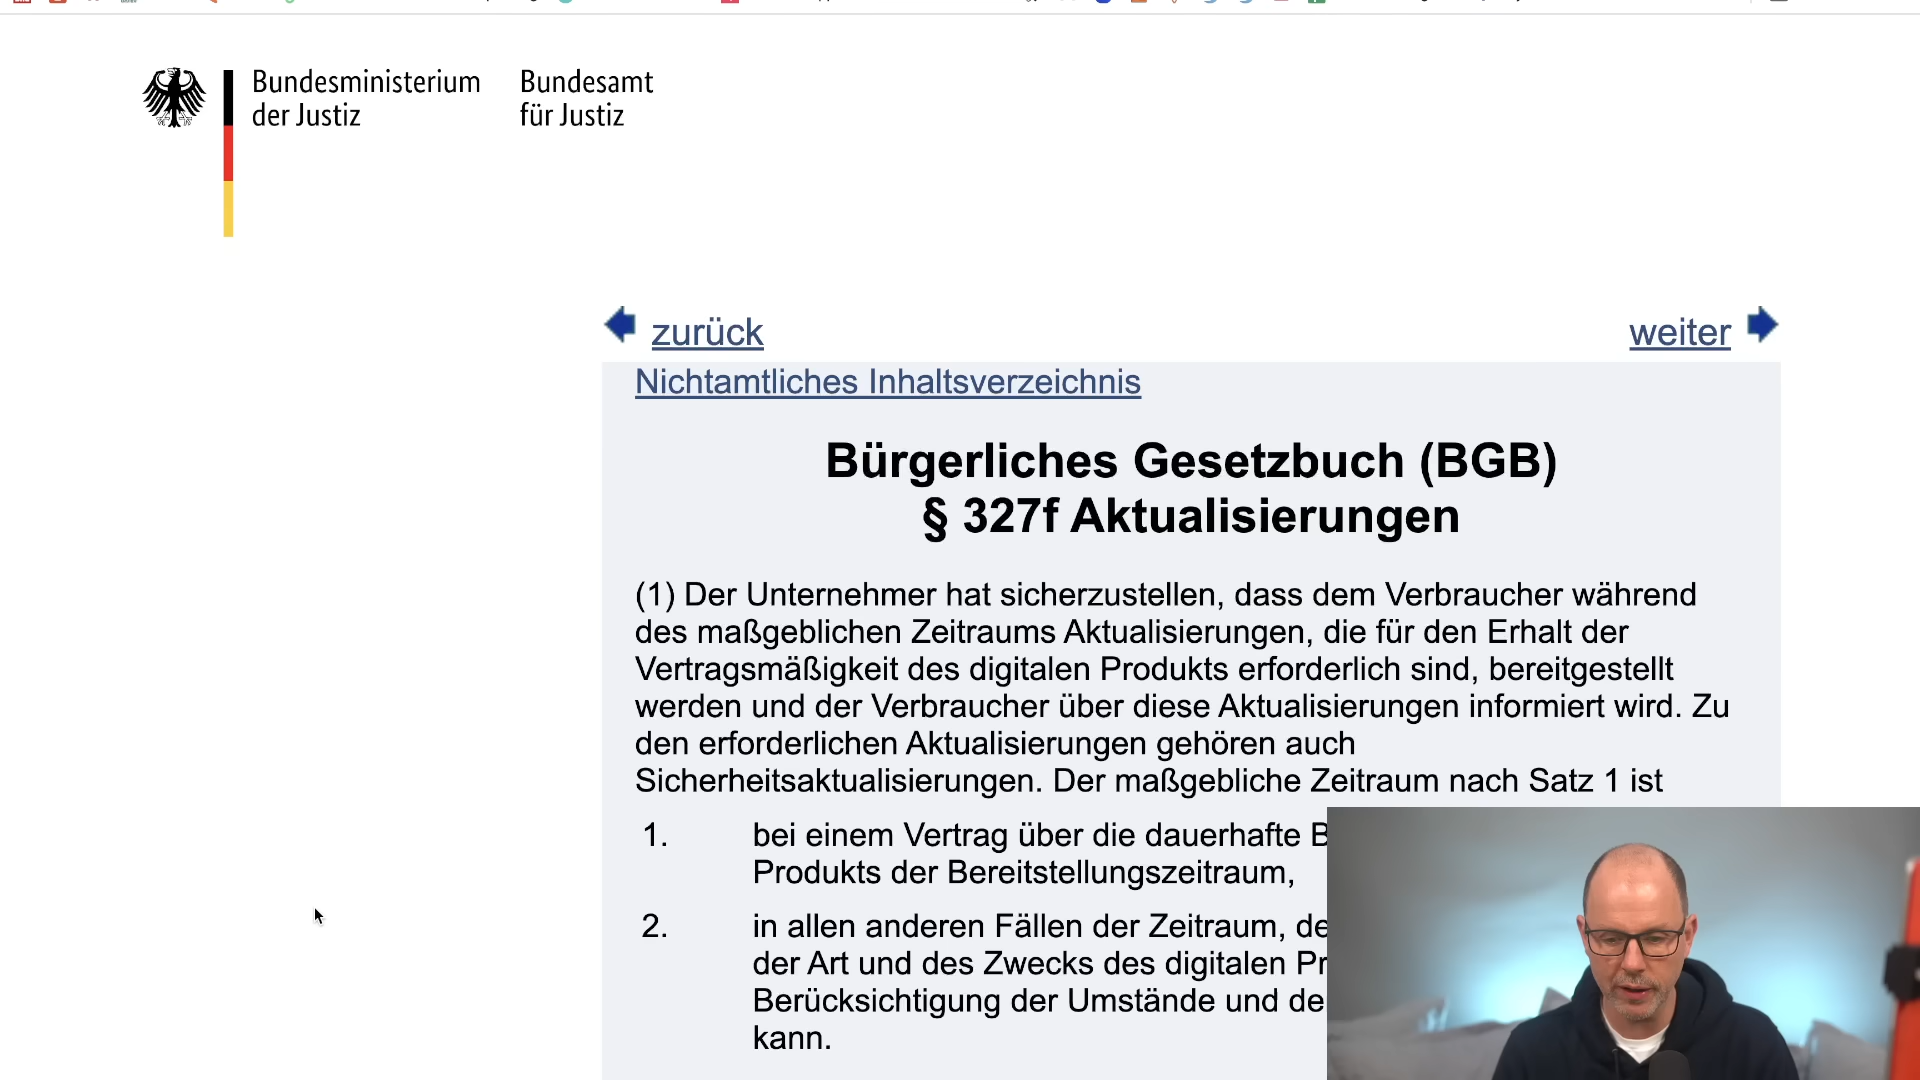 Bundesministerium
der Justiz
Bundesamt
für Justiz
zurück
weiter
Nichtamtliches Inhaltsverzeichnis
Bürgerliches Gesetzbuch (BGB)
§ 327f Aktualisierungen
(1) Der Unternehmer hat sicherzustellen, dass dem Verbraucher während
des maßgeblichen Zeitraums Aktualisierungen, die für den Erhalt der
Vertragsmäßigkeit des digitalen Produkts erforderlich sind, bereitgestellt
werden und der Verbraucher über diese Aktualisierungen informiert wird. Zu
den erforderlichen Aktualisierungen gehören auch
Sicherheitsaktualisierungen. Der maßgebliche Zeitraum nach Satz 1 ist
1. bei einem Vertrag über die dauerhafte
Produkts der Bereitstellungszeitraum,
2. in allen anderen Fällen der Zeitraum,
der Art und des Zwecks des digitalen
Berücksichtigung der Umstände und
kann.